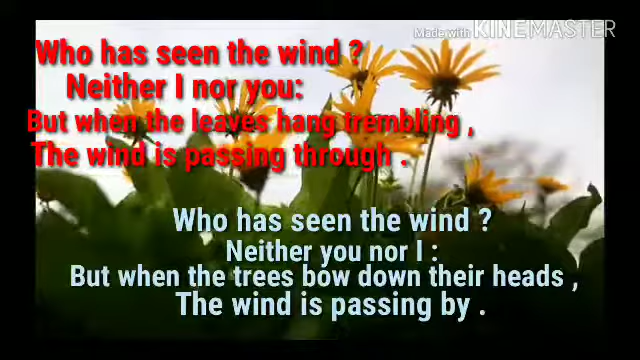 Made with KINEMASTER
Who has seen the wind ?
Neither I nor you:
But when the leaves hang trembling ,
The wind is passing through .
Who has seen the wind ?
Neither you nor I :
But when the trees bow down their heads ,
The wind is passing by .